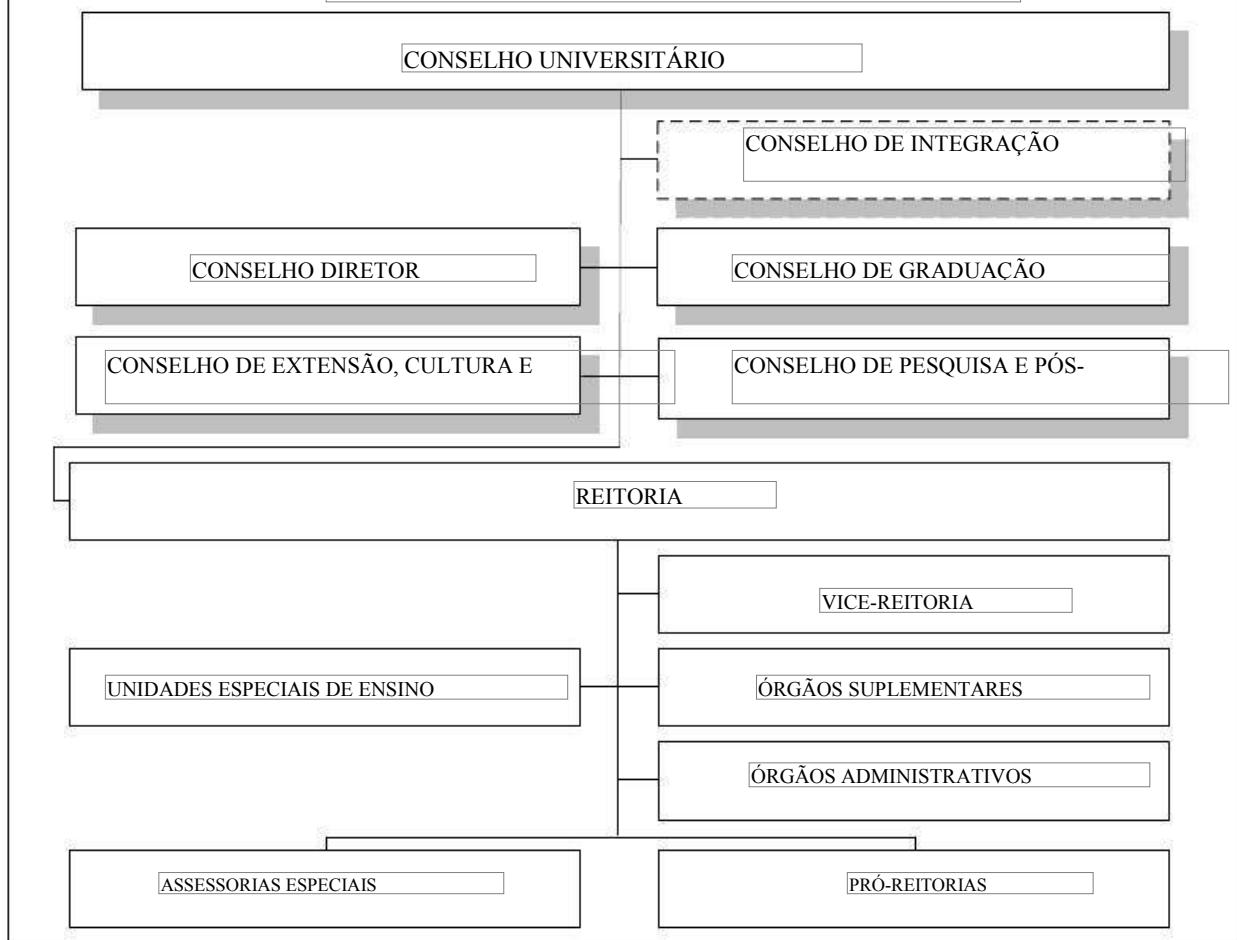 CONSELHO UNIVERSITÁRIO
CONSELHO DE INTEGRAÇÃO
CONSELHO DIRETOR
CONSELHO DE GRADUAÇÃO
CONSELHO DE EXTENSÃO, CULTURA E
CONSELHO DE PESQUISA E PÓS-
REITORIA
VICE-REITORIA
UNIDADES ESPECIAIS DE ENSINO
ÓRGÃOS SUPLEMENTARES
ÓRGÃOS ADMINISTRATIVOS
ASSESSORIAS ESPECIAIS
PRÓ-REITORIAS